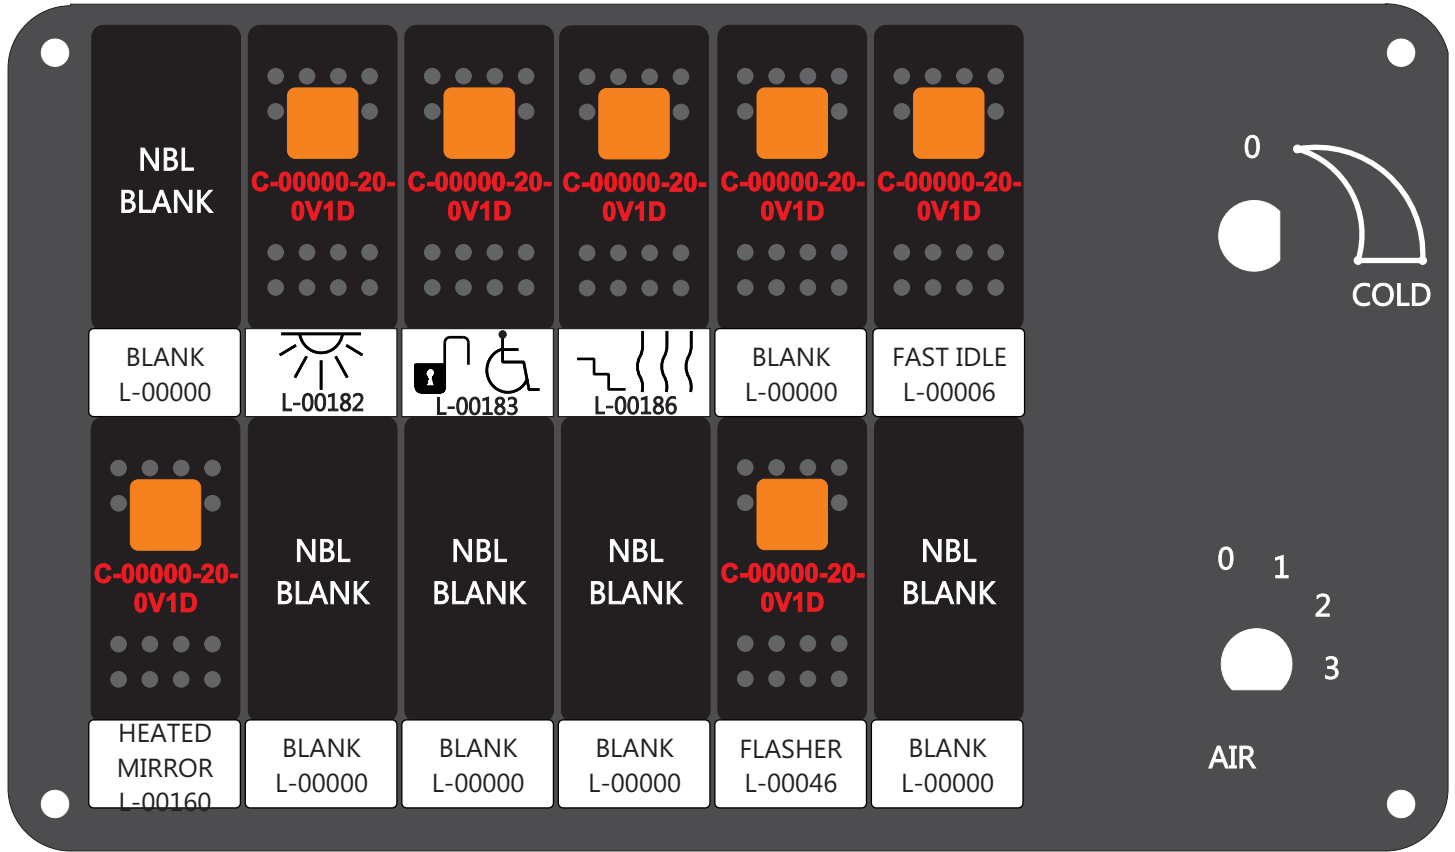 NBL
BLANK
C-00000-20-
0V1D
C-00000-20-
0V1D
C-00000-20-
0V1D
C-00000-20-
0V1D
C-00000-20-
0V1D
BLANK
L-00000
L-00182
L-00183
L-00186
BLANK
L-00000
FAST IDLE
L-00006
0
COLD
C-00000-20-
0V1D
NBL
BLANK
NBL
BLANK
NBL
BLANK
C-00000-20-
0V1D
NBL
BLANK
HEATED
MIRROR
L-00160
BLANK
L-00000
BLANK
L-00000
BLANK
L-00000
FLASHER
L-00046
BLANK
L-00000
0
1
2
3
AIR